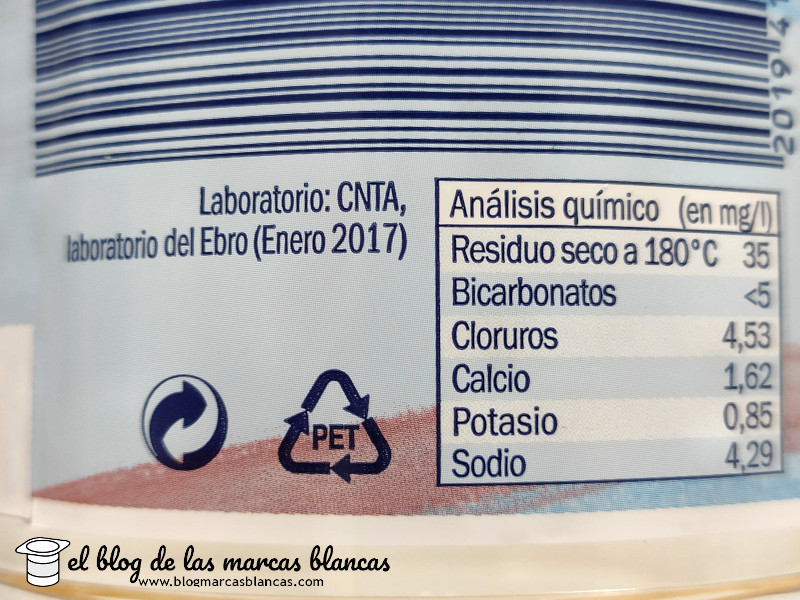 2019 4
Laboratorio: CNTA,
laboratorio del Ebro (Enero 2017)
Análisis químico (en mg/l)
Residuo seco a 180°C 35
Bicarbonatos <5
Cloruros 4,53
Calcio 1,62
Potasio 0,85
Sodio 4,29
PET
el blog de las marcas blancas
www.blogmarcasblancas.com